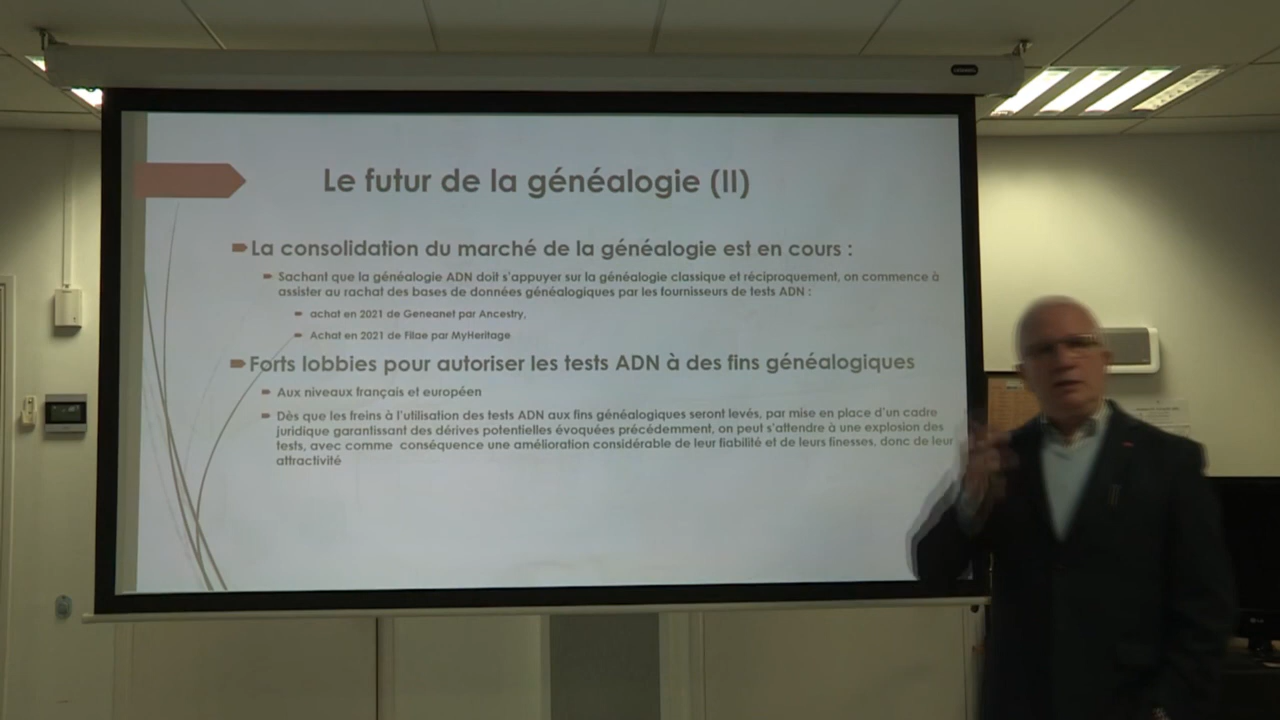 Le futur de la généalogie (II)
La consolidation du marché de la généalogie est en cours :
Sachant que la généalogie ADN doit s'appuyer sur la généalogie classique et réciproquement, on commence à
assister au rachat des bases de données généalogiques par les fournisseurs de tests ADN :
achat en 2021 de Geneanet par Ancestry,
Achat en 2021 de Filae par MyHeritage
Forts lobbies pour autoriser les tests ADN à des fins généalogiques
Aux niveaux français et européen
Dès que les freins à l'utilisation des tests ADN aux fins généalogiques seront levés, par mise en place d'un cadre
juridique garantissant des dérives potentielles évoquées précédemment, on peut s'attendre à une explosion des
tests, avec comme conséquence une amélioration considérable de leur fiabilité et de leurs finesses, donc de leur
attractivité
LG